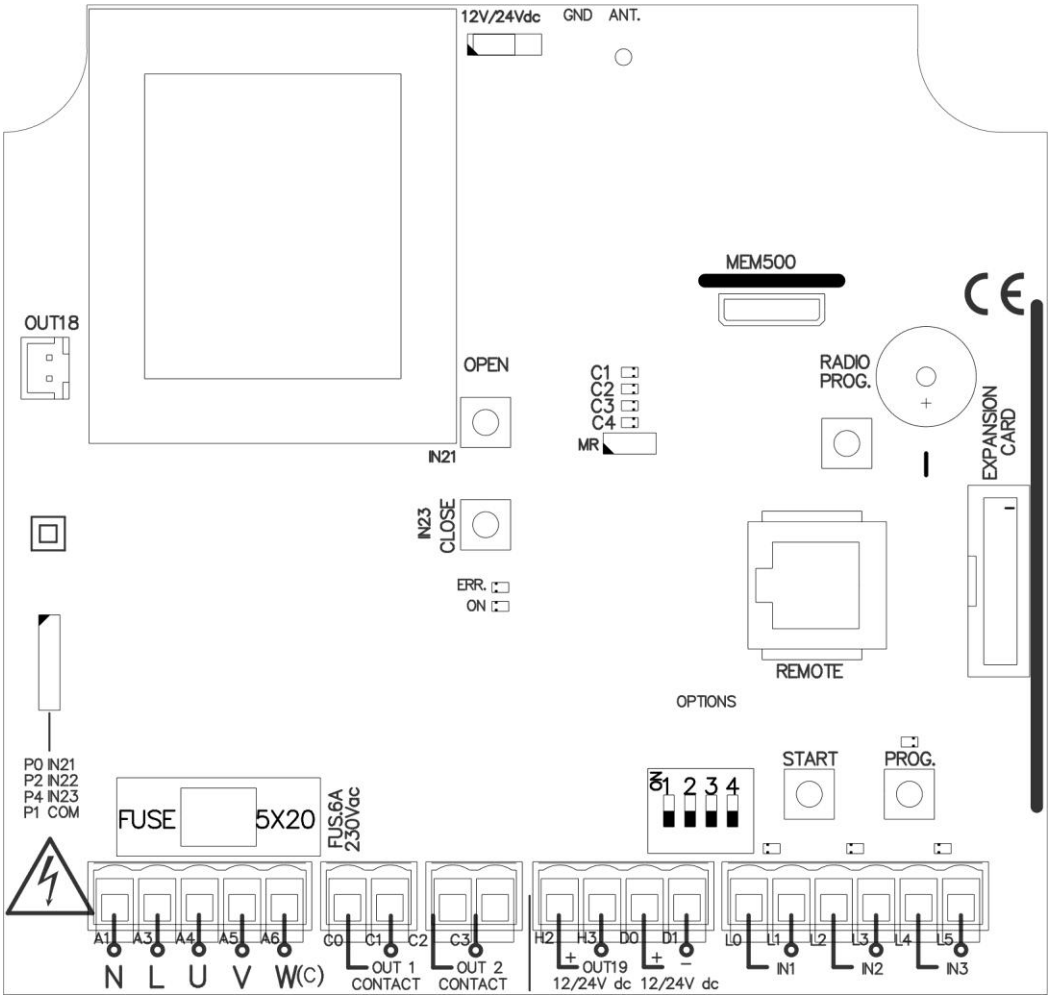 12V/24Vdc GND ANT.
MEM500
CE
OUT18
OPEN
IN21
C1
C2
C3
C4
MR
RADIO
PROG.
EXPANSION
CARD
IN23
CLOSE
ERR.
ON
REMOTE
OPTIONS
P0 IN21
P2 IN22
P4 IN23
P1 COM
FUSE 5X20
FUS.6A
230Vac
ON
1 2 3 4
START PROG.
A1 A3 A4 A5 A6 C0 C1 C2 C3 H2 H3 D0 D1 L0 L1 L2 L3 L4 L5
N L U V W(C)
OUT 1
CONTACT
OUT 2
CONTACT
+ OUT19 + -
12/24V dc 12/24V dc
IN1 IN2 IN3